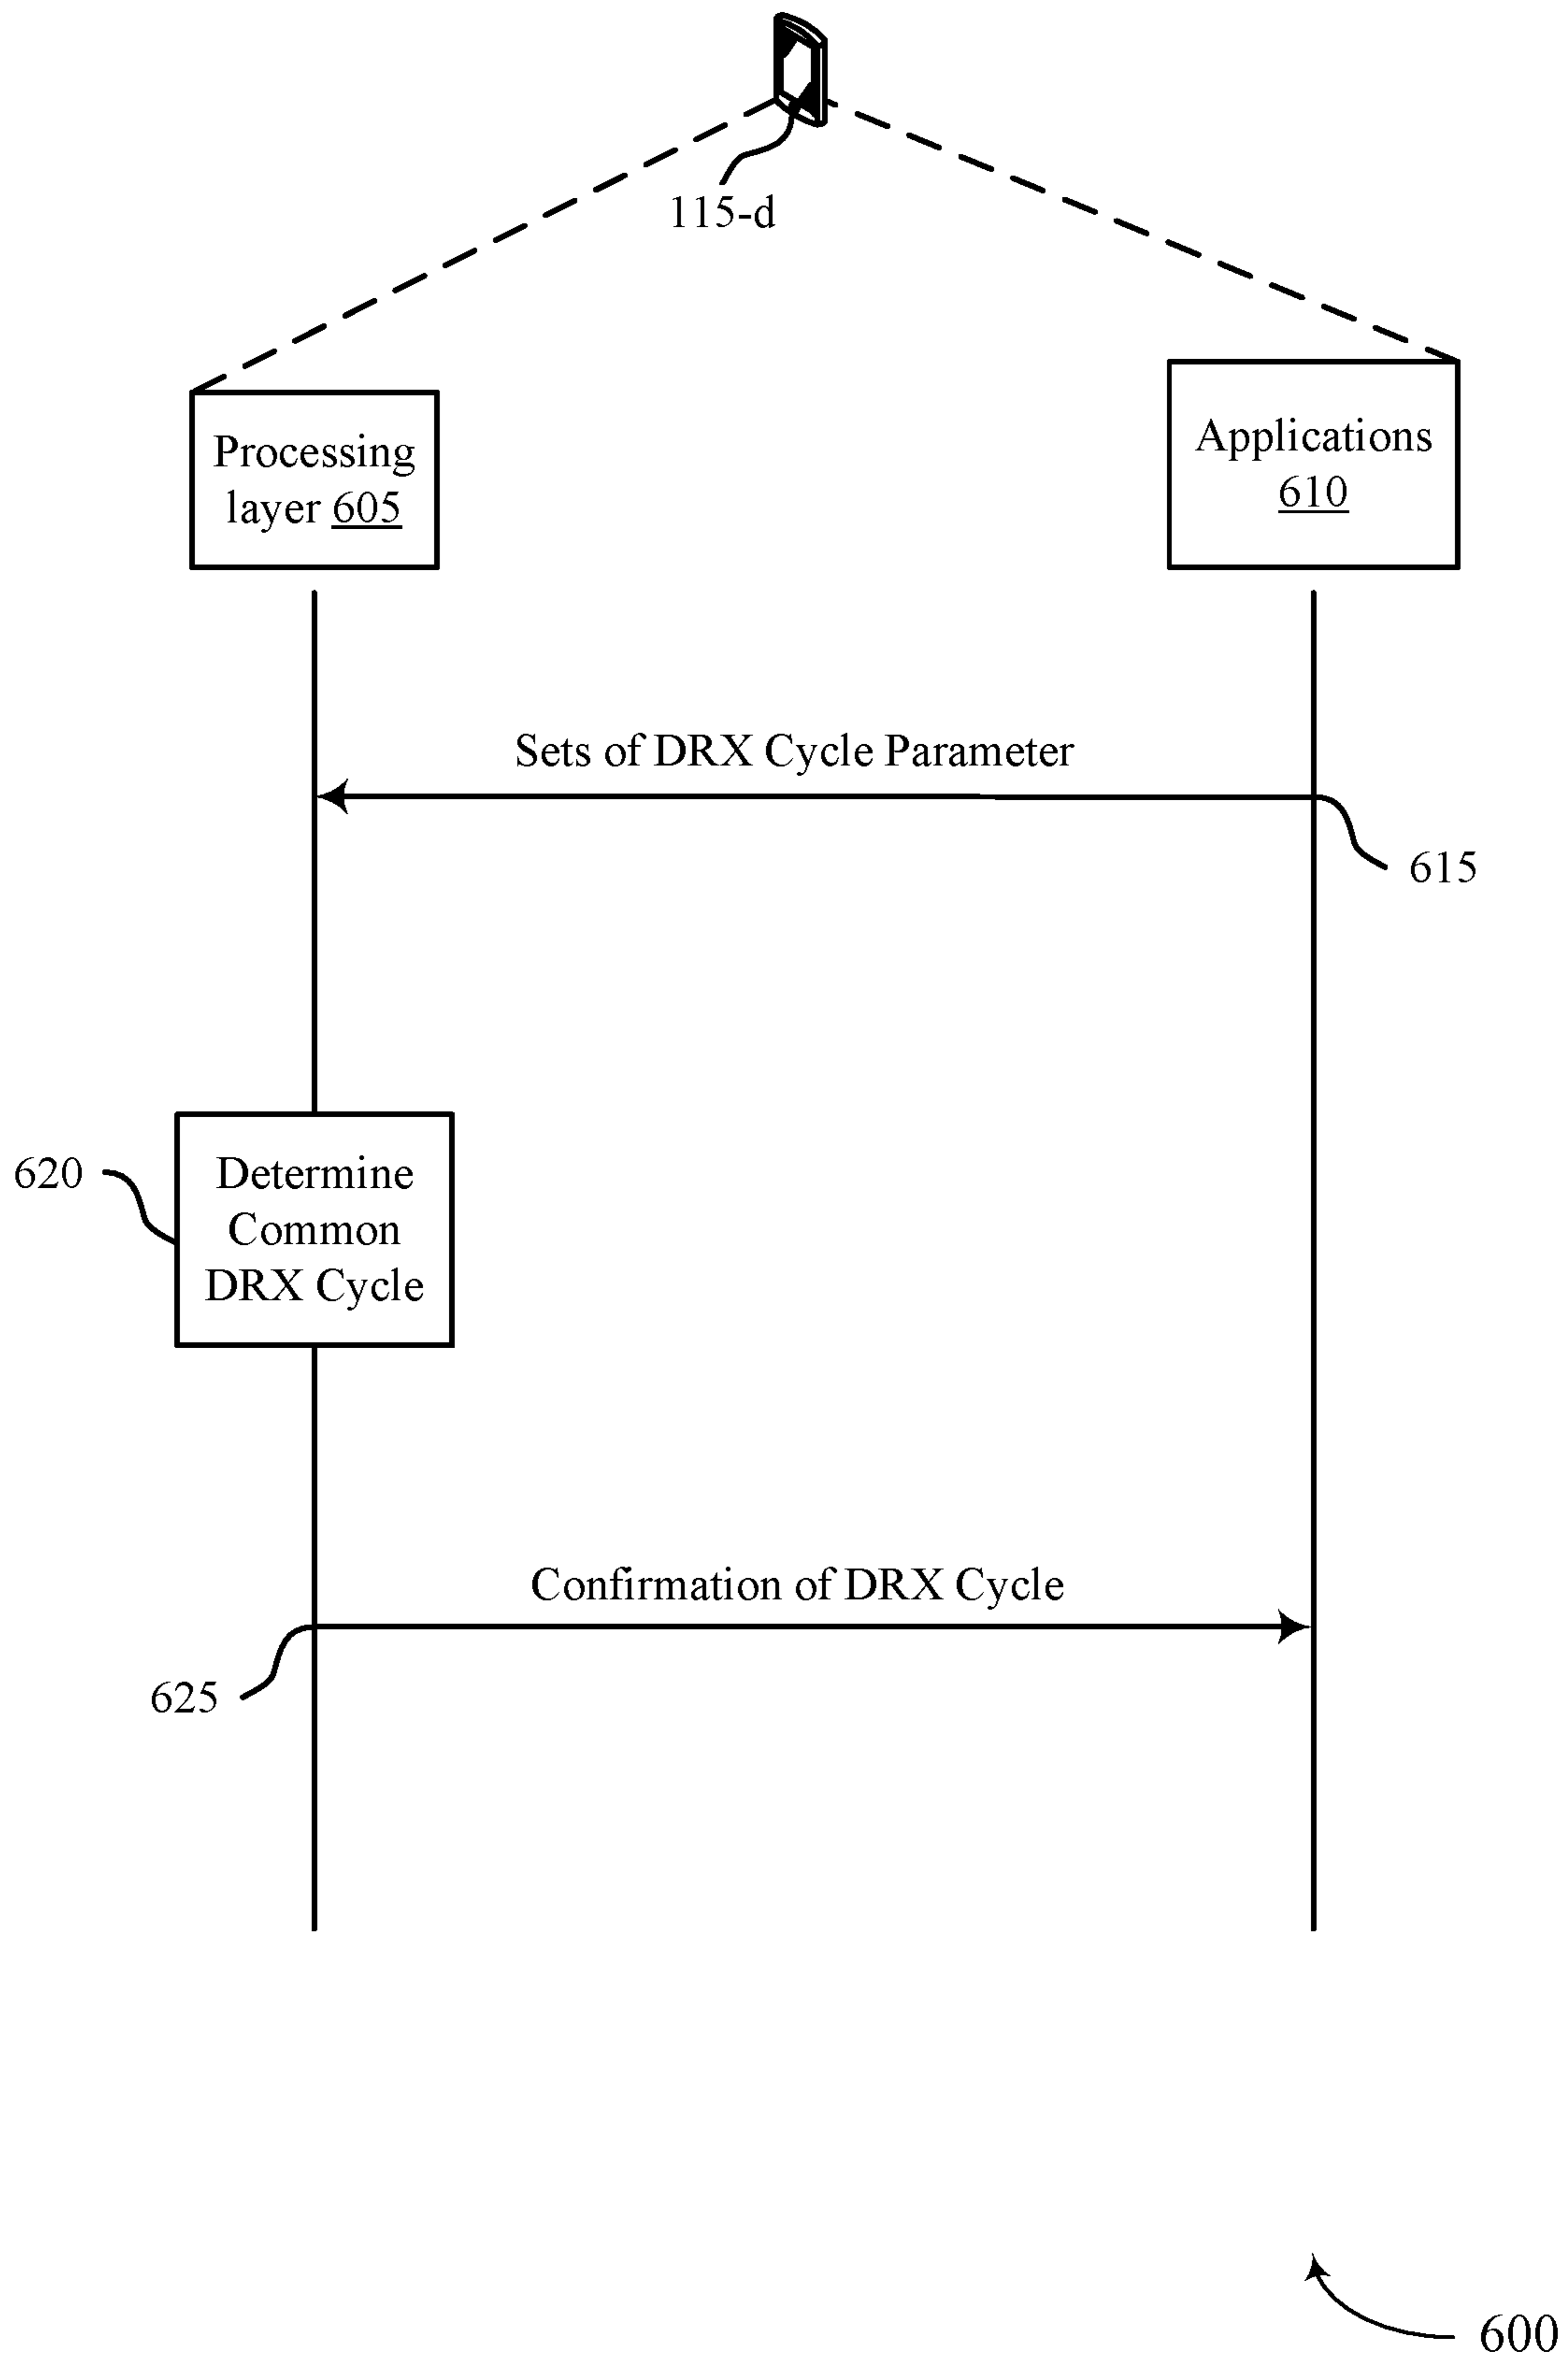 115-d
Processing
layer 605
Applications
610
Sets of DRX Cycle Parameter
615
620
Determine
Common
DRX Cycle
Confirmation of DRX Cycle
625
600